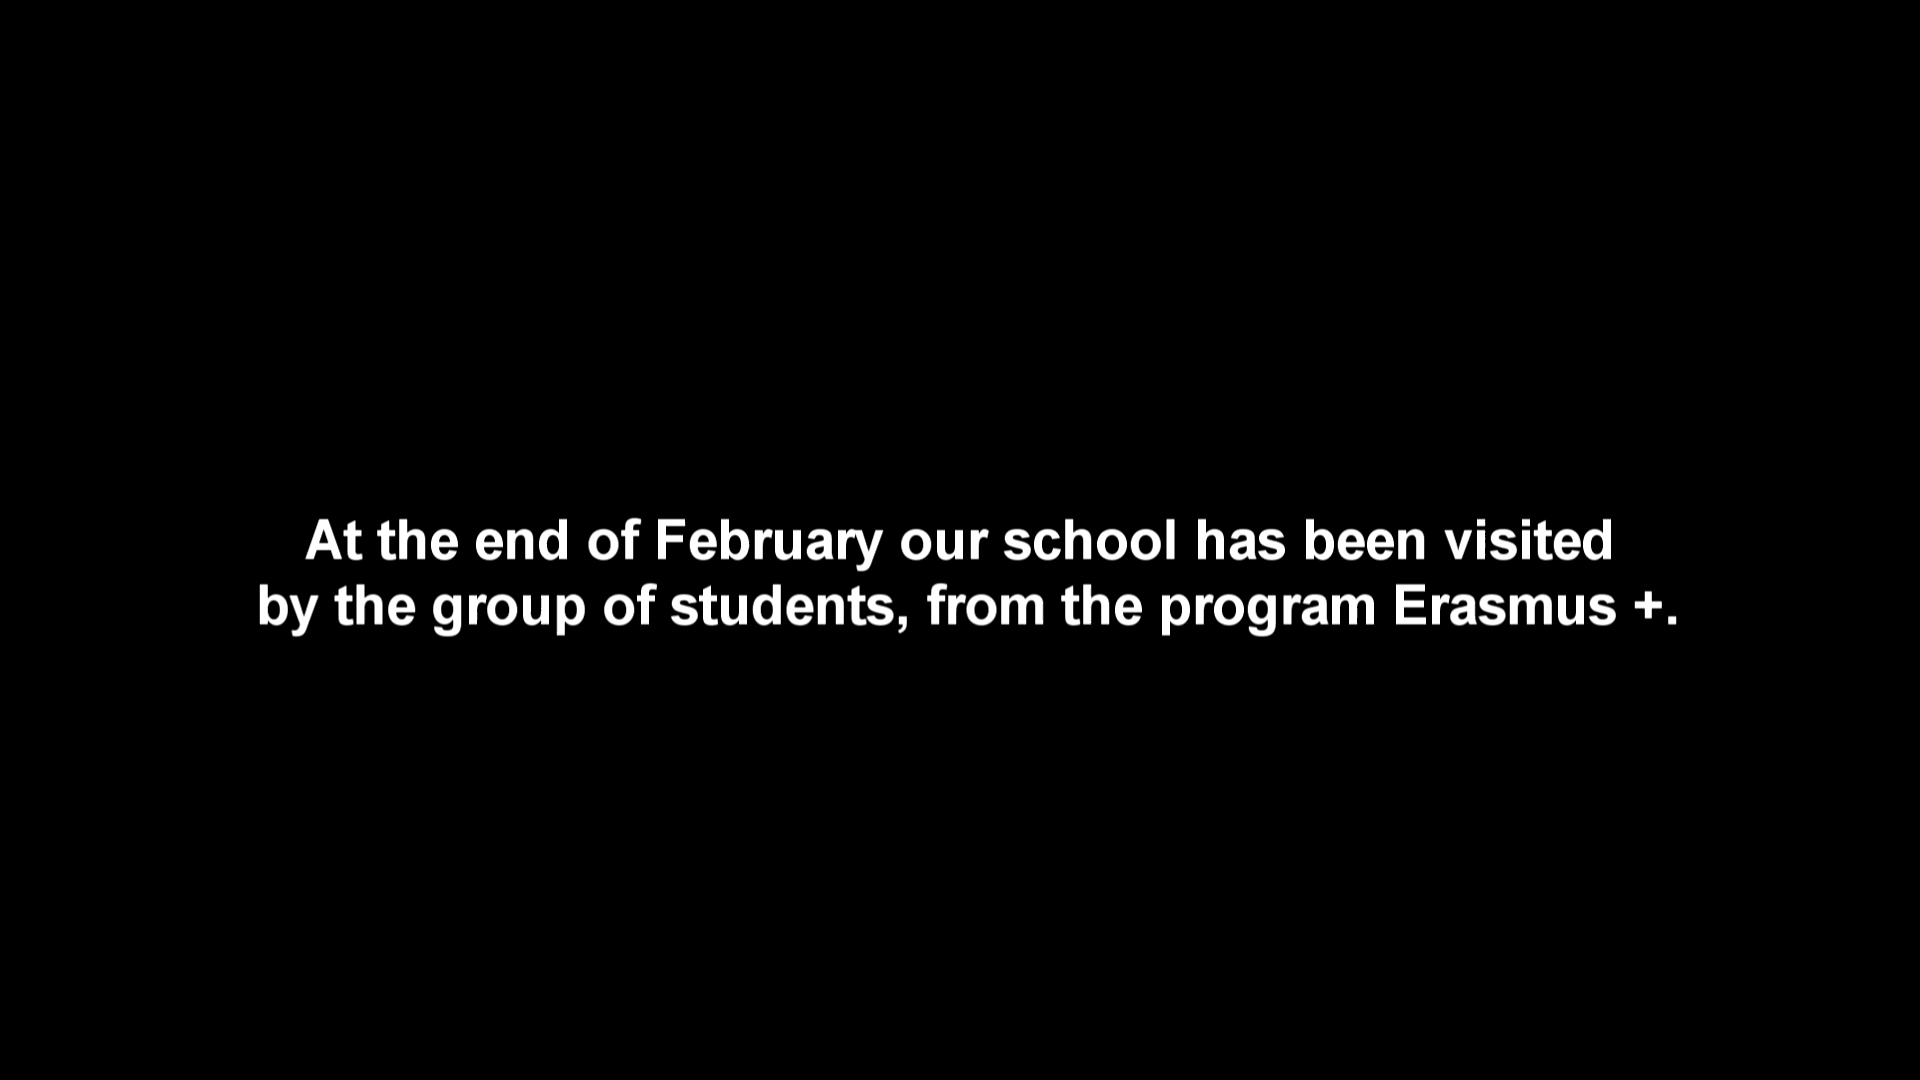 At the end of February our school has been visited
by the group of students, from the program Erasmus +.